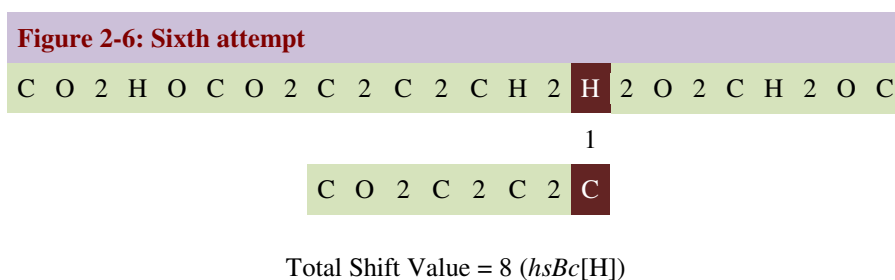 Figure 2-6: Sixth attempt
C O 2 H O C O 2 C 2 C 2 C H 2 H 2 O 2 C H 2 O C
1
C O 2 C 2 C 2 C
Total Shift Value = 8 (hsBc[H])